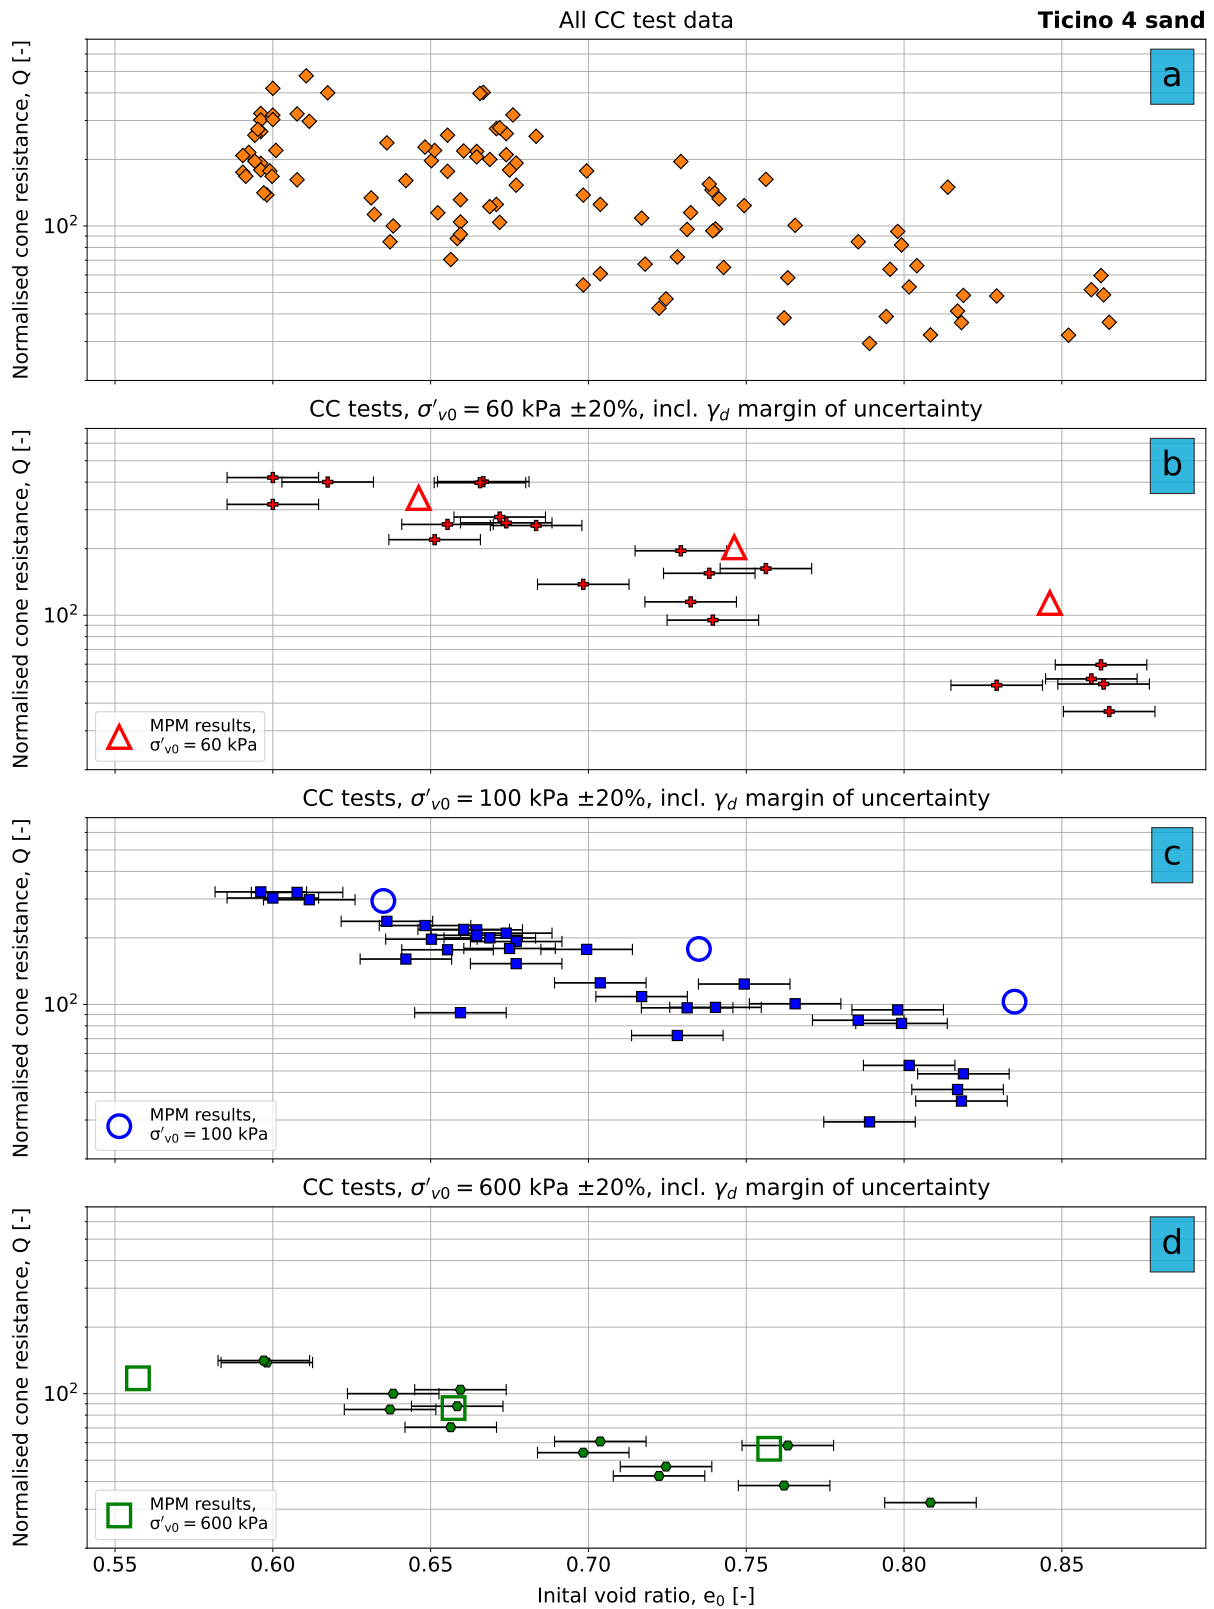 All CC test data
Ticino 4 sand
Normalised cone resistance, Q [-]
10²
a
CC tests, σ′v0 = 60 kPa ±20%, incl. γd margin of uncertainty
Normalised cone resistance, Q [-]
10²
b
MPM results,
σ′v0 = 60 kPa
CC tests, σ′v0 = 100 kPa ±20%, incl. γd margin of uncertainty
Normalised cone resistance, Q [-]
10²
c
MPM results,
σ′v0 = 100 kPa
CC tests, σ′v0 = 600 kPa ±20%, incl. γd margin of uncertainty
Normalised cone resistance, Q [-]
10²
d
MPM results,
σ′v0 = 600 kPa
0.55 0.60 0.65 0.70 0.75 0.80 0.85
Inital void ratio, e₀ [-]